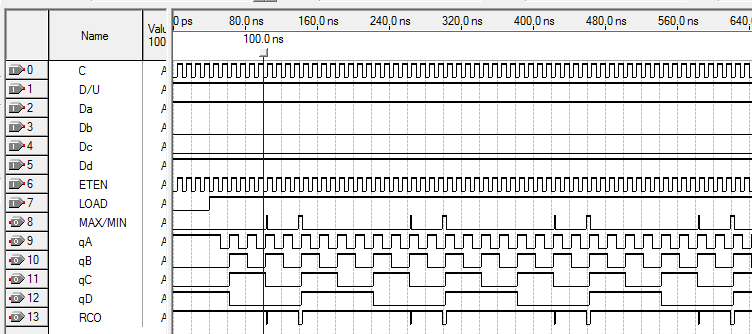 Name
Valu
100
0 ps
80.0 ns
160.0 ns
240.0 ns
320.0 ns
400.0 ns
480.0 ns
560.0 ns
640.
100.0 ns
0 C A
1 D/U A
2 Da A
3 Db A
4 Dc A
5 Dd A
6 ETEN A
7 LOAD A
8 MAX/MIN A
9 qA A
10 qB A
11 qC A
12 qD A
13 RCO A